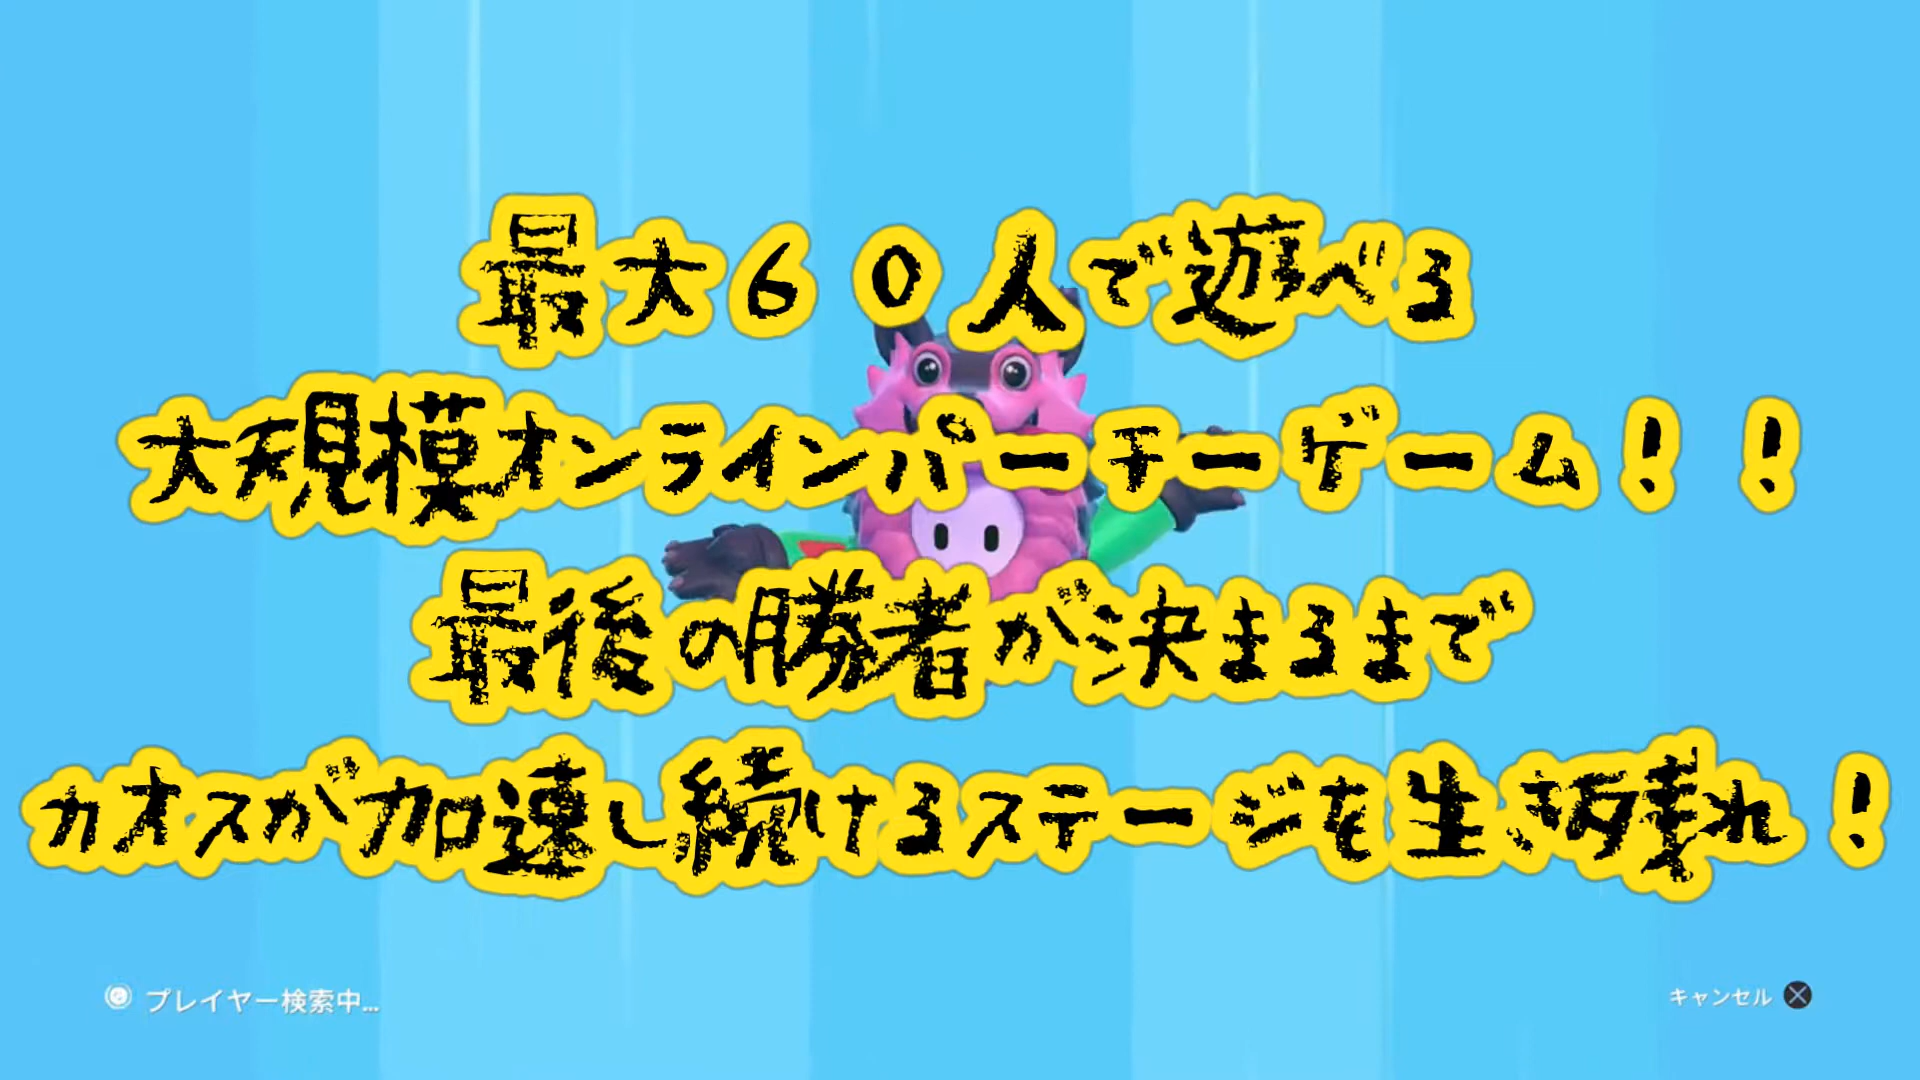 最大６０人で遊べる
大規模オンラインパーチーゲーム！！
最後の勝者が決まるまで
カオスが加速し続けるステージを生き抜れ！
プレイヤー検索中...
キャンセル